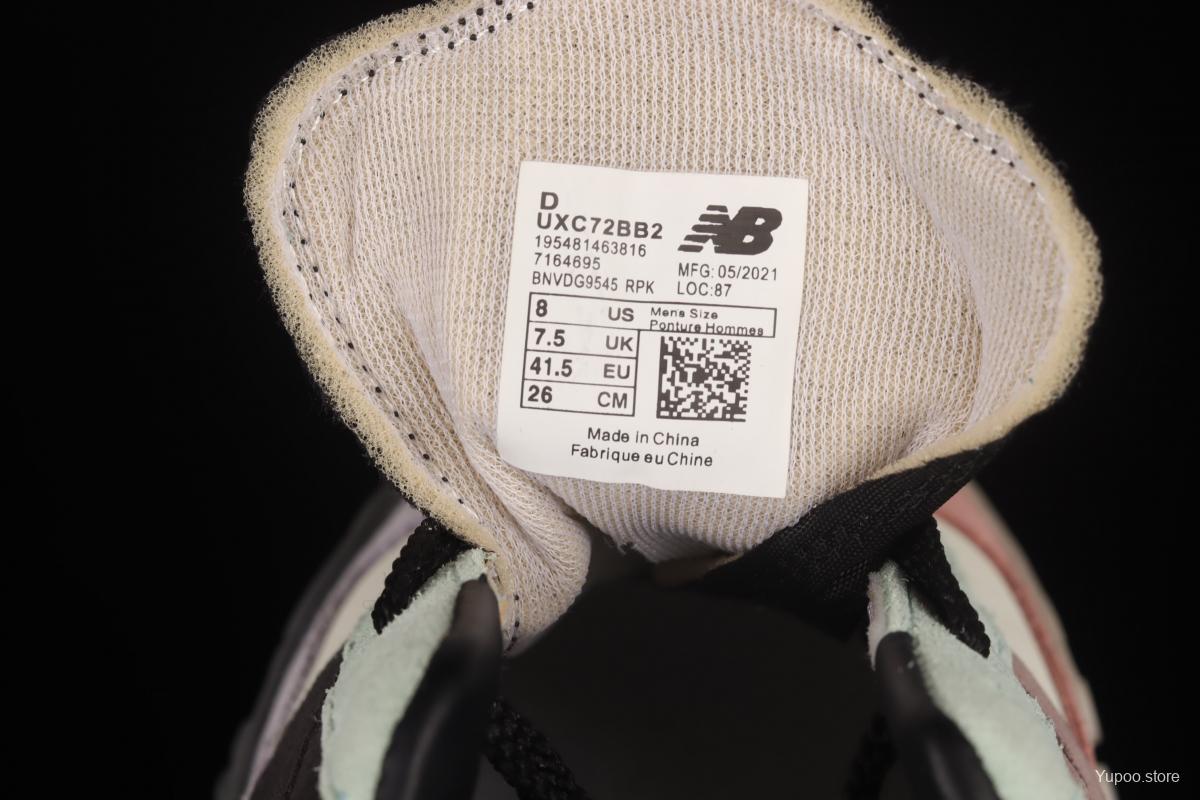 D
UXC72BB2
195481463816
7164695
BNVDG9545 RPK
NB
MFG: 05/2021
LOC:87
8 US Mens Size
Ponture Hommes
7.5 UK
41.5 EU
26 CM
Made in China
Fabrique eu Chine
Yupoo.store